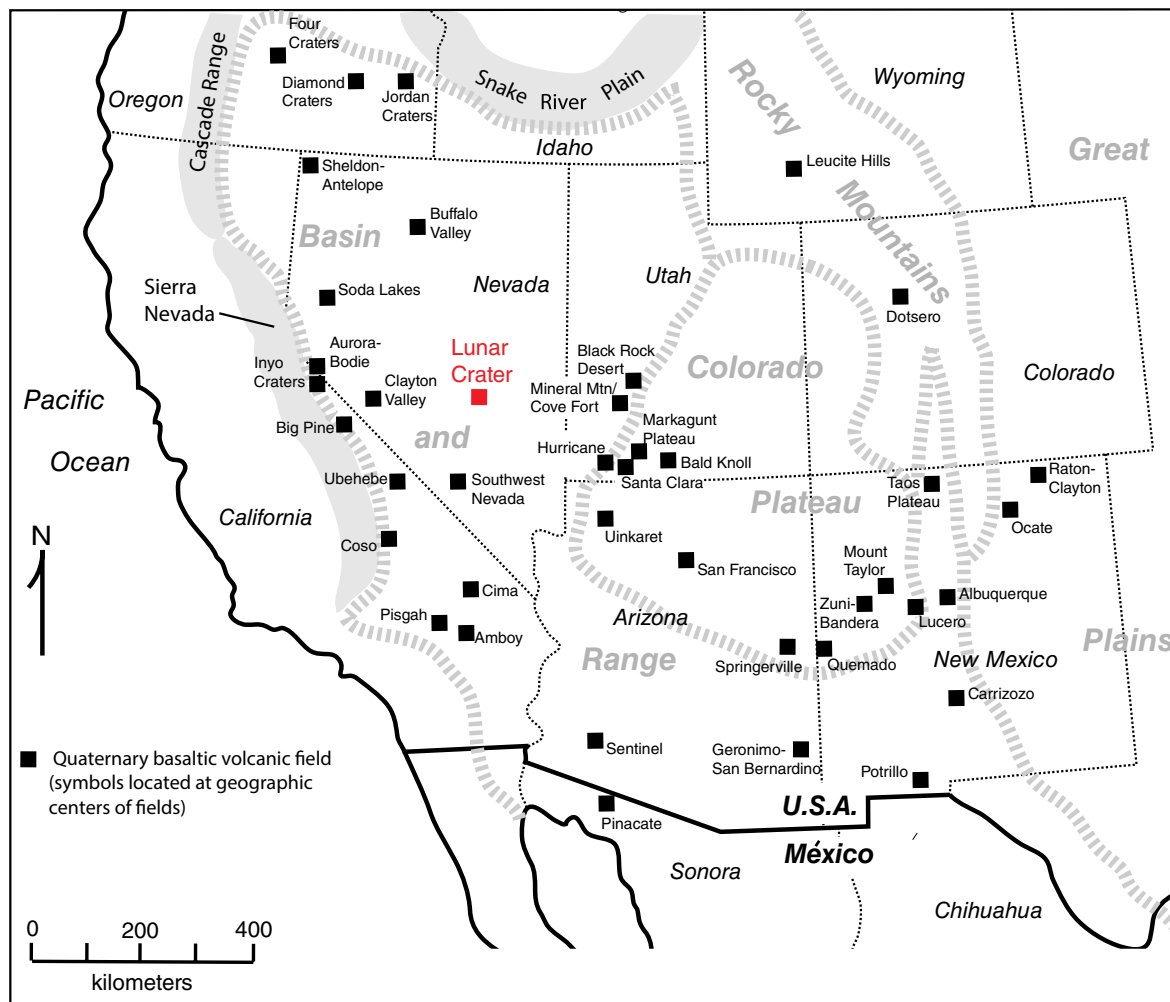 Four
Craters
Diamond
Craters
Jordan
Craters
Oregon
Cascade Range
Snake River Plain
Idaho
Rocky
Mountains
Wyoming
Great
Plains
Leucite Hills
Sheldon-
Antelope
Buffalo
Valley
Basin
and
Range
Nevada
Utah
Sierra
Nevada
Soda Lakes
Dotsero
Aurora-
Bodie
Inyo
Craters
Clayton
Valley
Lunar
Crater
Black Rock
Desert
Mineral Mtn/
Cove Fort
Colorado
Plateau
Colorado
Pacific
Ocean
Big Pine
Markagunt
Plateau
Hurricane
Bald Knoll
Santa Clara
Ubehebe
Southwest
Nevada
Taos
Plateau
Raton-
Clayton
Ocate
California
Uinkaret
N
Coso
San Francisco
Mount
Taylor
Cima
Zuni-
Bandera
Albuquerque
Lucero
Pisgah
Amboy
Arizona
Springerville
Quemado
New Mexico
Carrizozo
Sentinel
Geronimo-
San Bernardino
Potrillo
Quaternary basaltic volcanic field
(symbols located at geographic
centers of fields)
Pinacate
U.S.A.
México
Sonora
Chihuahua
0 200 400
kilometers